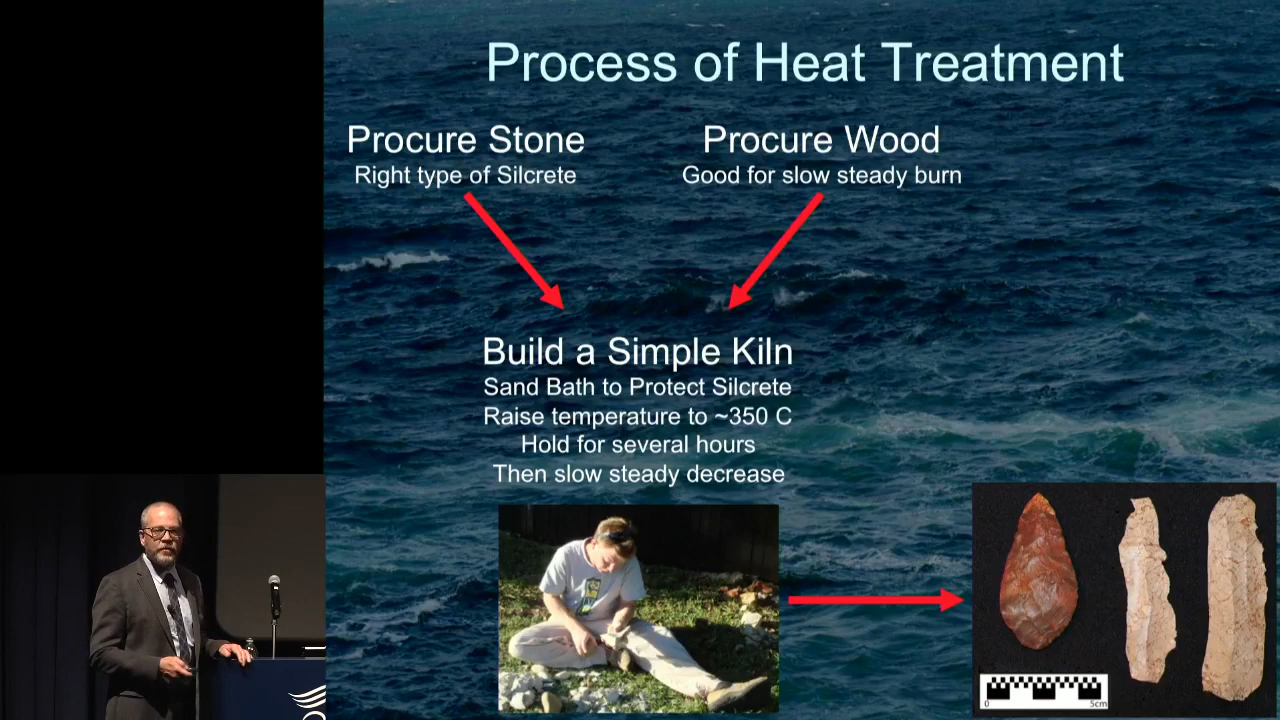 Process of Heat Treatment
Procure Stone
Right type of Silcrete
Procure Wood
Good for slow steady burn
Build a Simple Kiln
Sand Bath to Protect Silcrete
Raise temperature to ~350 C
Hold for several hours
Then slow steady decrease
0 5cm